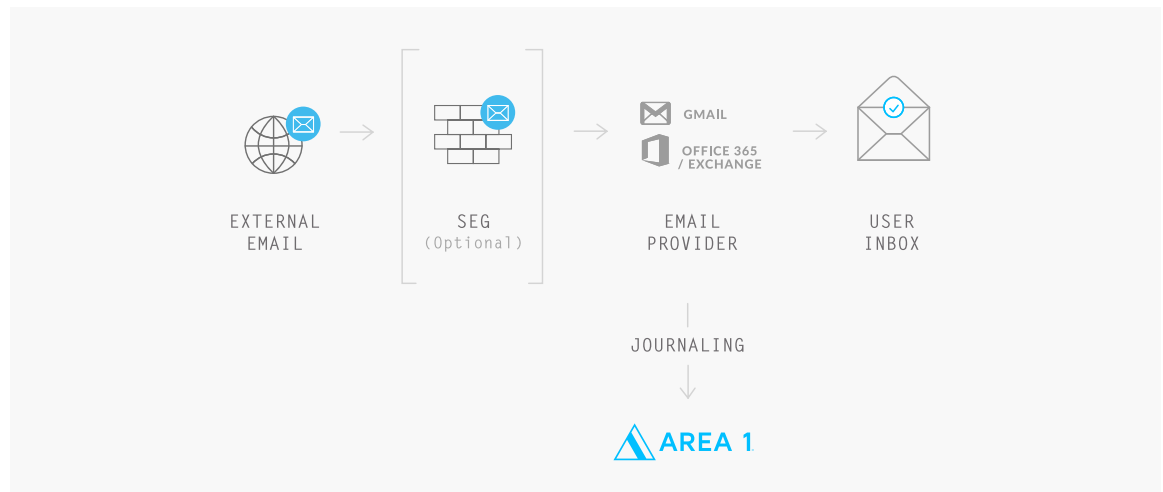 GMAIL
OFFICE 365
/ EXCHANGE
EXTERNAL
EMAIL
SEG
(Optional)
EMAIL
PROVIDER
USER
INBOX
JOURNALING
AREA 1